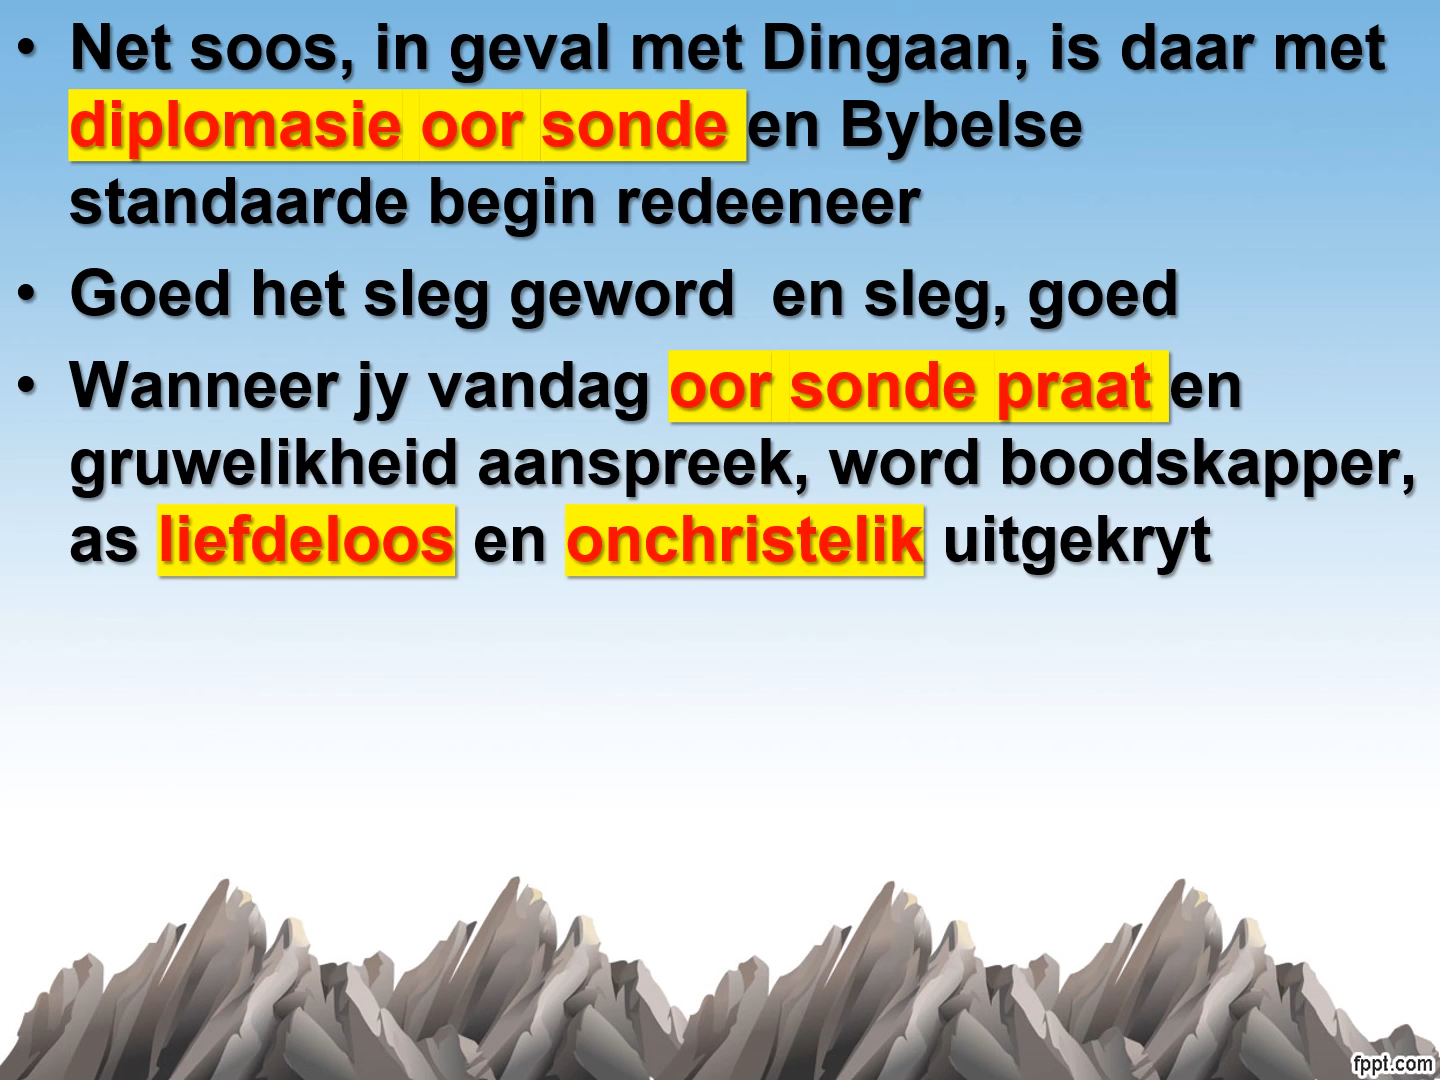 • Net soos, in geval met Dingaan, is daar met
diplomasie oor sonde en Bybelse
standaarde begin redeeneer
• Goed het sleg geword  en sleg, goed
• Wanneer jy vandag oor sonde praat en
gruwelikheid aanspreek, word boodskapper,
as liefdeloos en onchristelik uitgekryt
fppt.com